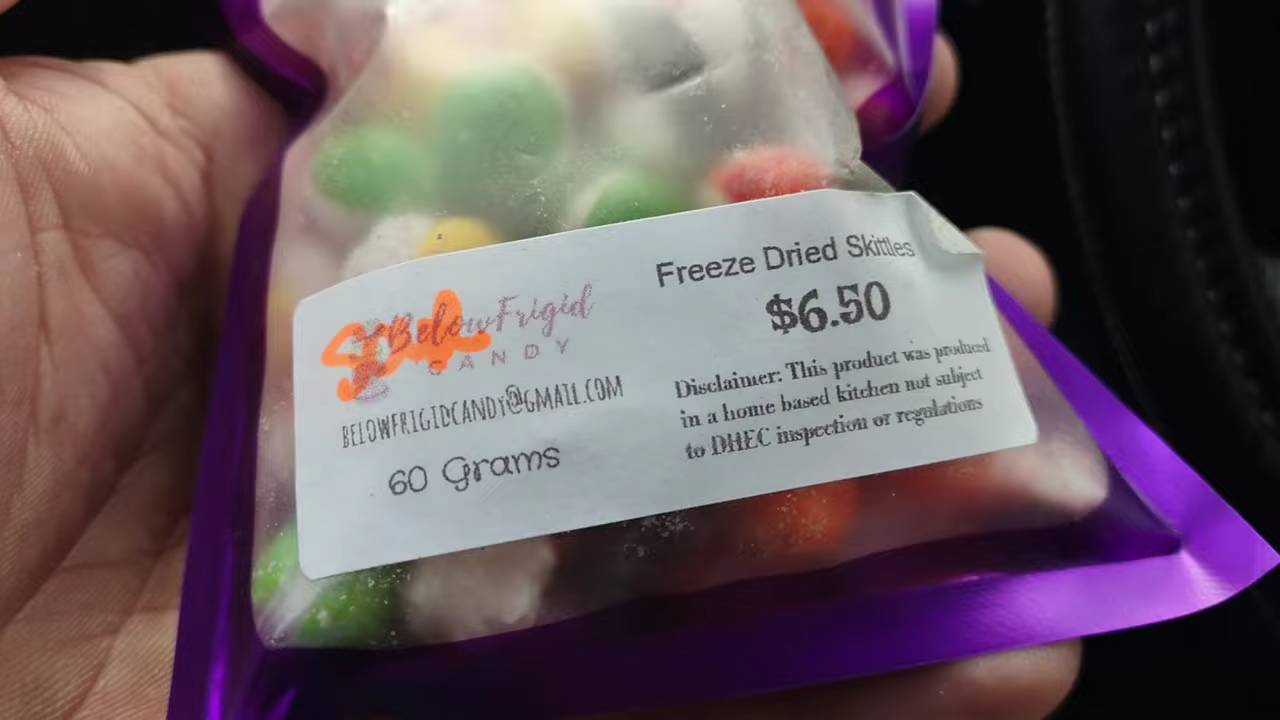 BelowFrigid
CANDY
BELOWFRIGIDCANDY@GMAIL.COM
60 Grams
Freeze Dried Skittles
$6.50
Disclaimer: This product was produced
in a home based kitchen not subject
to DHEC inspection or regulations